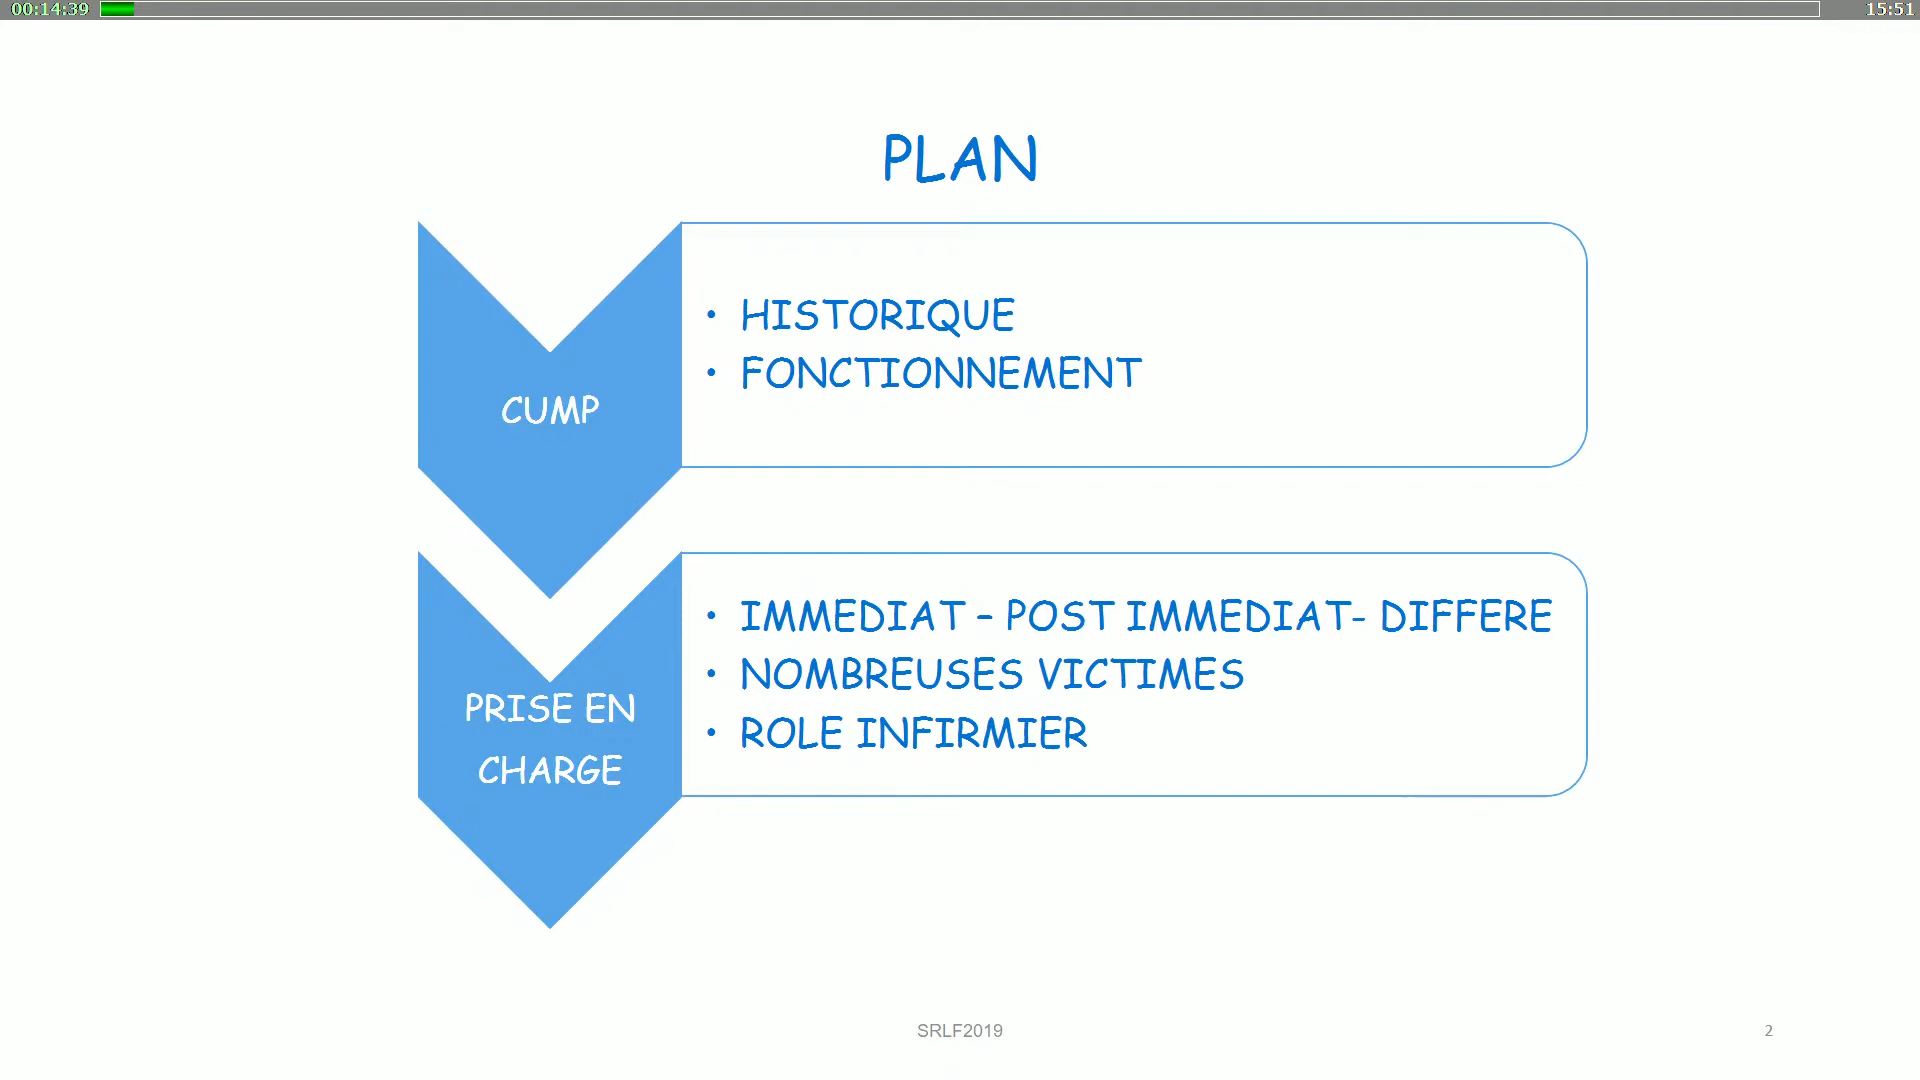 00:14:39
15:51
PLAN
CUMP
• HISTORIQUE
• FONCTIONNEMENT
PRISE EN
CHARGE
• IMMEDIAT – POST IMMEDIAT- DIFFERE
• NOMBREUSES VICTIMES
• ROLE INFIRMIER
SRLF2019
2